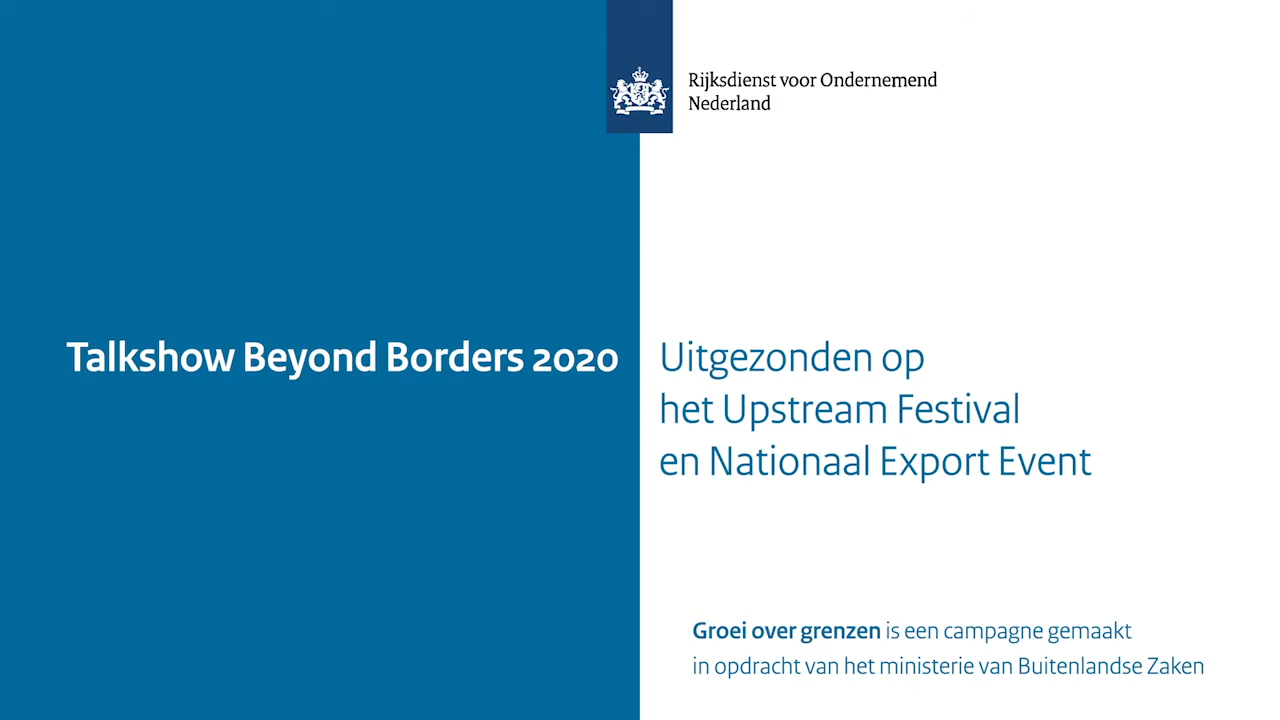 Rijksdienst voor Ondernemend
Nederland
Talkshow Beyond Borders 2020
Uitgezonden op
het Upstream Festival
en Nationaal Export Event
Groei over grenzen is een campagne gemaakt
in opdracht van het ministerie van Buitenlandse Zaken